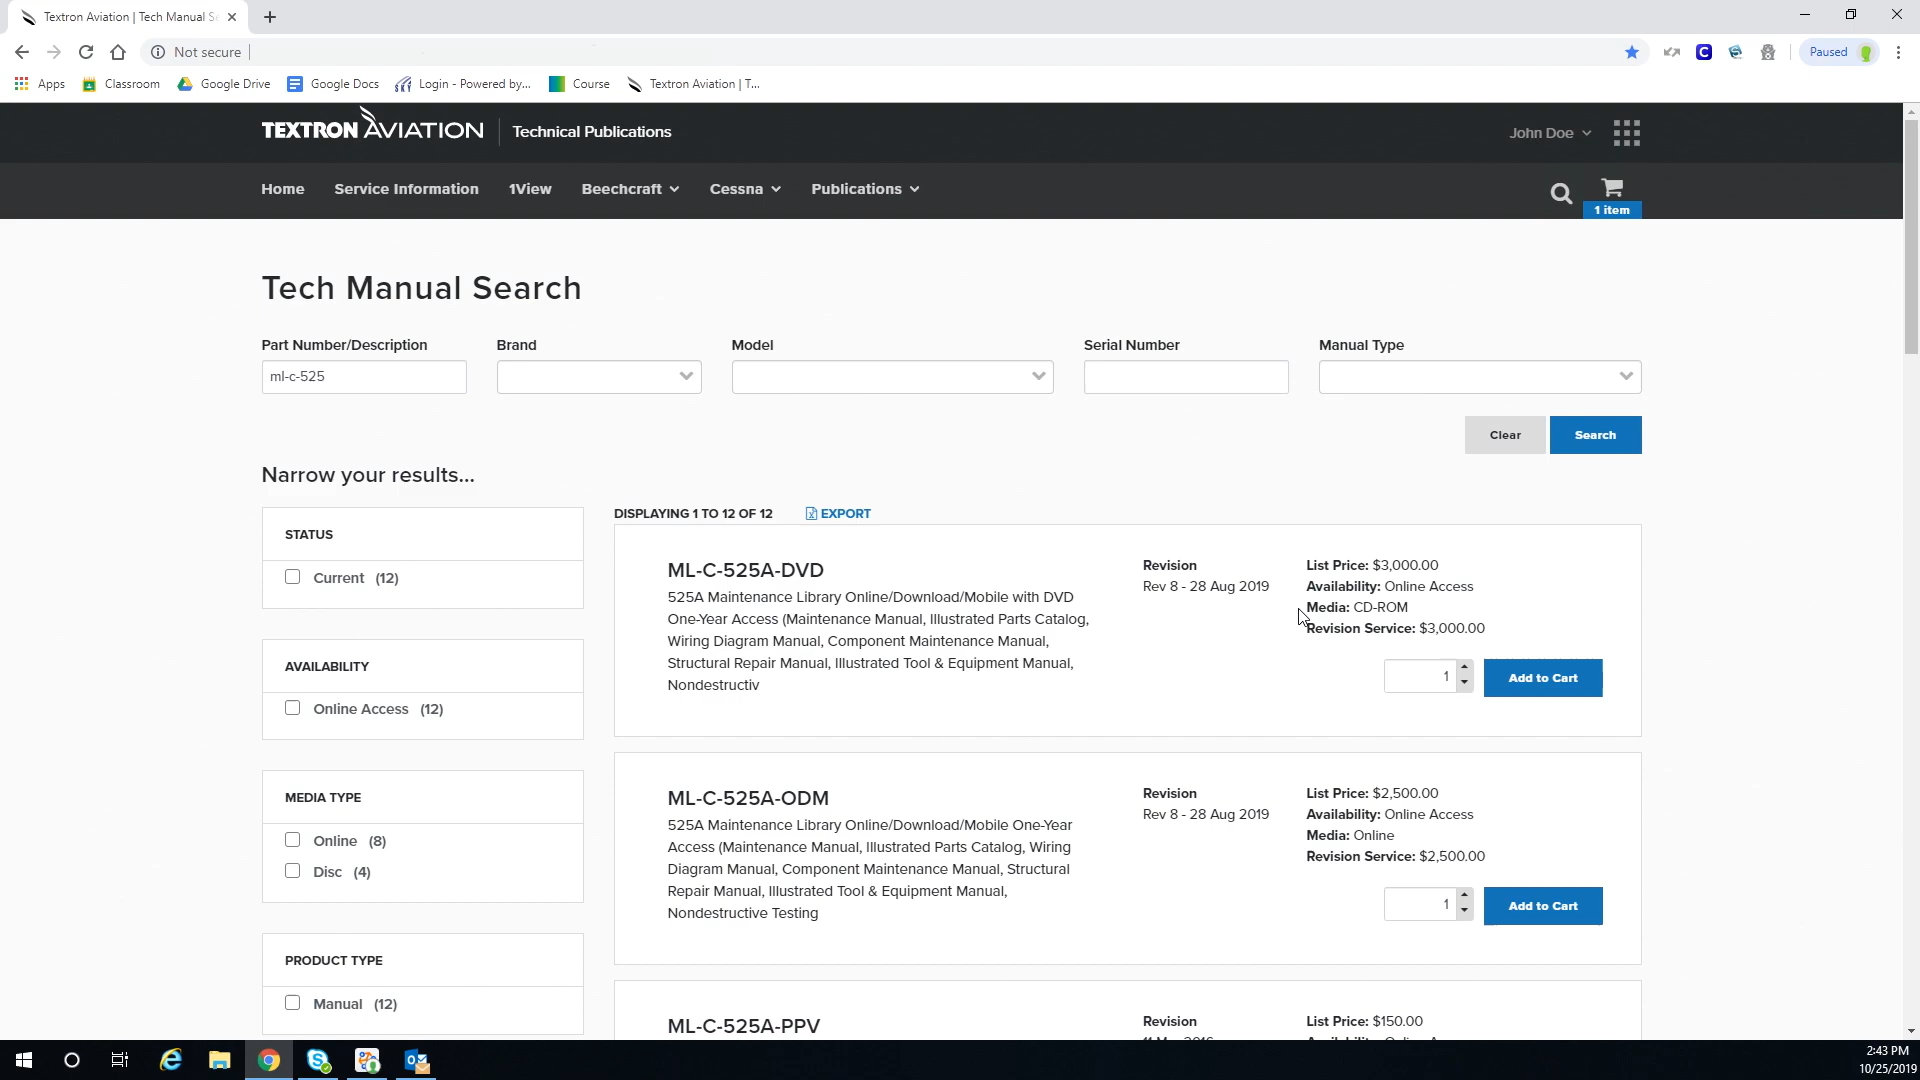 Textron Aviation | Tech Manual Se
Not secure
Paused
Apps
Classroom
Google Drive
Google Docs
Login - Powered by...
Course
Textron Aviation | T...
TEXTRON AVIATION
Technical Publications
John Doe
Home
Service Information
1View
Beechcraft
Cessna
Publications
1 item
Tech Manual Search
Part Number/Description
Brand
Model
Serial Number
Manual Type
ml-c-525
Clear
Search
Narrow your results...
STATUS
Current (12)
AVAILABILITY
Online Access (12)
MEDIA TYPE
Online (8)
Disc (4)
PRODUCT TYPE
Manual (12)
DISPLAYING 1 TO 12 OF 12
EXPORT
ML-C-525A-DVD
525A Maintenance Library Online/Download/Mobile with DVD
One-Year Access (Maintenance Manual, Illustrated Parts Catalog,
Wiring Diagram Manual, Component Maintenance Manual,
Structural Repair Manual, Illustrated Tool & Equipment Manual,
Nondestructiv
Revision
Rev 8 - 28 Aug 2019
List Price: $3,000.00
Availability: Online Access
Media: CD-ROM
Revision Service: $3,000.00
1
Add to Cart
ML-C-525A-ODM
525A Maintenance Library Online/Download/Mobile One-Year
Access (Maintenance Manual, Illustrated Parts Catalog, Wiring
Diagram Manual, Component Maintenance Manual, Structural
Repair Manual, Illustrated Tool & Equipment Manual,
Nondestructive Testing
Revision
Rev 8 - 28 Aug 2019
List Price: $2,500.00
Availability: Online Access
Media: Online
Revision Service: $2,500.00
1
Add to Cart
ML-C-525A-PPV
Revision
List Price: $150.00
2:43 PM
10/25/2019